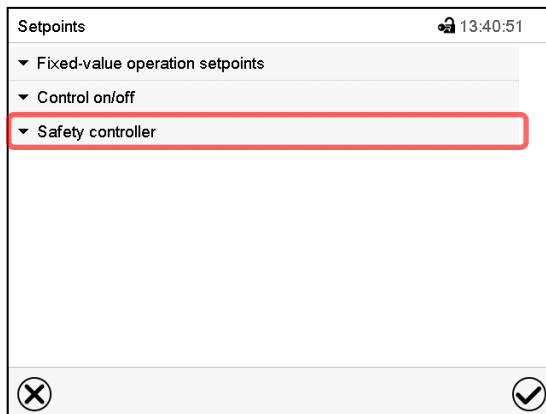 Setpoints 13:40:51
Fixed-value operation setpoints
Control on/off
Safety controller